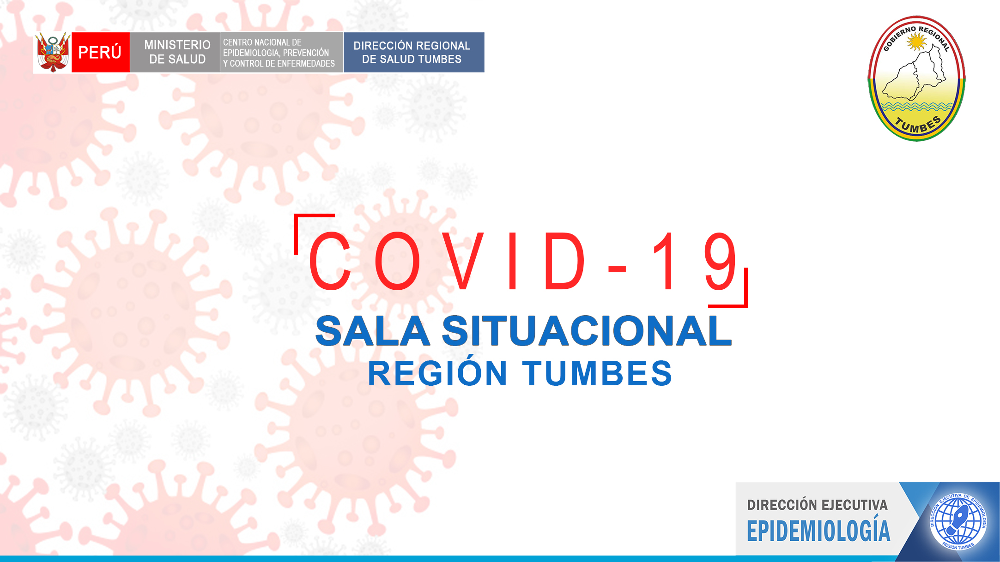 PERÚ
MINISTERIO
DE SALUD
CENTRO NACIONAL DE
EPIDEMIOLOGIA, PREVENCIÓN
Y CONTROL DE ENFERMEDADES
DIRECCIÓN REGIONAL
DE SALUD TUMBES
GOBIERNO REGIONAL
TUMBES
COVID-19
SALA SITUACIONAL
REGIÓN TUMBES
DIRECCIÓN EJECUTIVA
EPIDEMIOLOGÍA
DIRECCIÓN EJECUTIVA DE EPIDEMIOLOGÍA
REGIÓN TUMBES